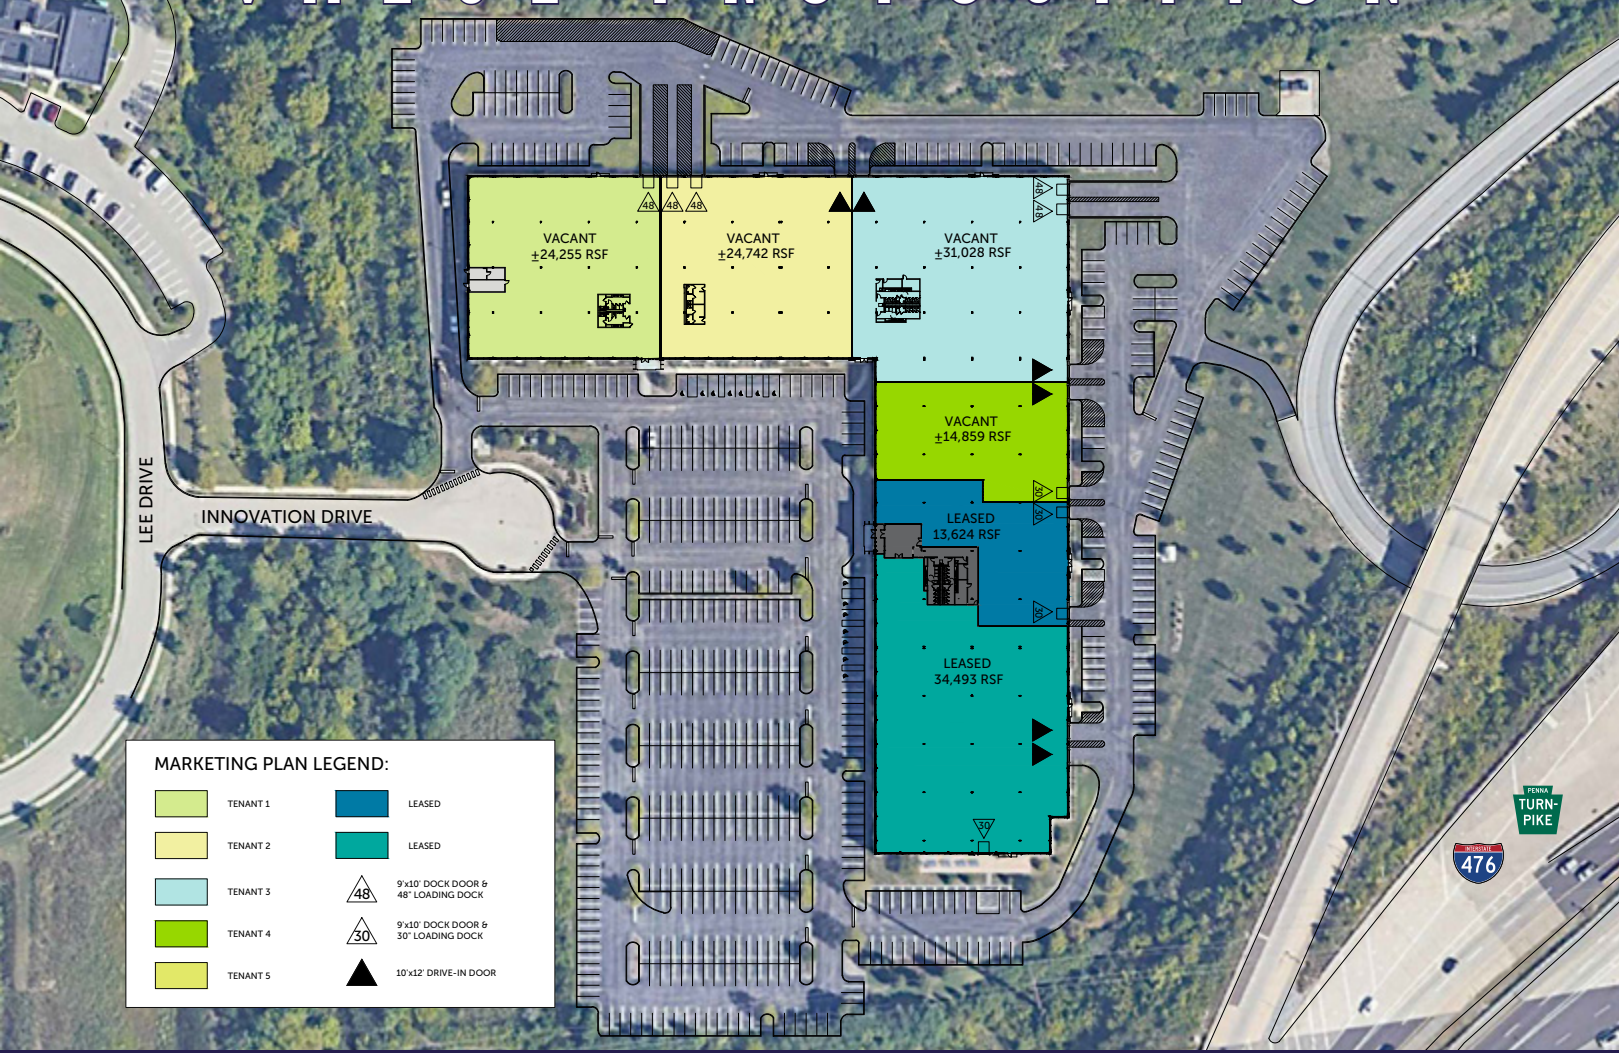 VALUE PROPOSITION
48
48
48
48
48
VACANT
±24,255 RSF
VACANT
±24,742 RSF
VACANT
±31,028 RSF
VACANT
±14,859 RSF
30
30
LEASED
13,624 RSF
30
LEASED
34,493 RSF
30
LEE DRIVE
INNOVATION DRIVE
MARKETING PLAN LEGEND:
TENANT 1
TENANT 2
TENANT 3
TENANT 4
TENANT 5
LEASED
LEASED
48
9'x10' DOCK DOOR &
48" LOADING DOCK
30
9'x10' DOCK DOOR &
30" LOADING DOCK
10'x12' DRIVE-IN DOOR
PENNA
TURN-
PIKE
INTERSTATE
476